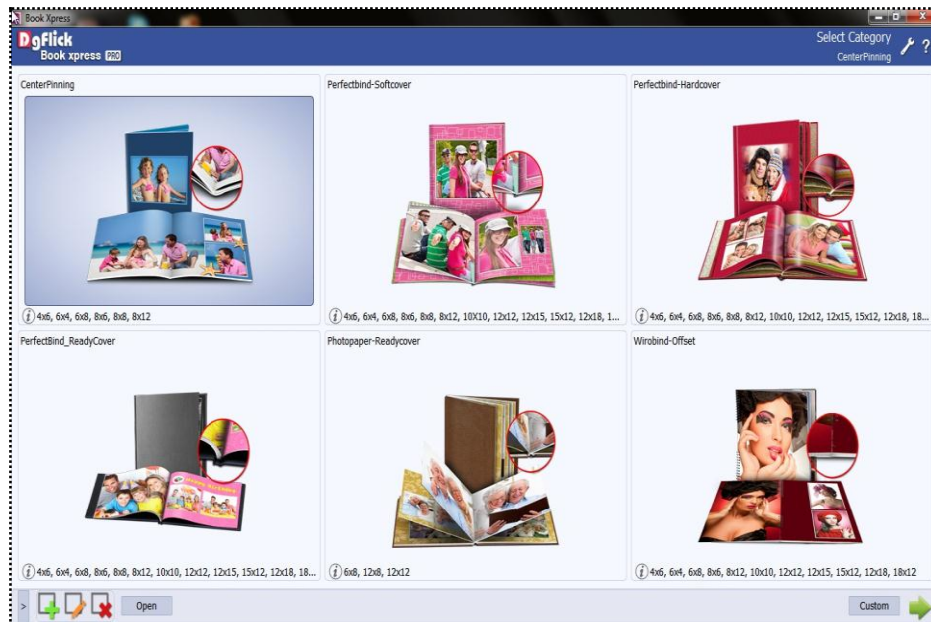 Book Xpress
DgFlick
Book xpress PRO
Select Category
CenterPinning
?
CenterPinning
Perfectbind-Softcover
Perfectbind-Hardcover
i 4x6, 6x4, 6x8, 8x6, 8x8, 8x12
i 4x6, 6x4, 6x8, 8x6, 8x8, 8x12, 10X10, 12x12, 12x15, 15x12, 12x18, 1...
i 4x6, 6x4, 6x8, 8x6, 8x8, 8x12, 10x10, 12x12, 12x15, 15x12, 12x18, 18...
PerfectBind_ReadyCover
Photopaper-Readycover
Wirobind-Offset
i 4x6, 6x4, 6x8, 8x6, 8x8, 8x12, 10x10, 12x12, 12x15, 15x12, 12x18, 18...
i 6x8, 12x8, 12x12
i 4x6, 6x4, 6x8, 8x6, 8x12, 10x10, 12x12, 12x15, 15x12, 12x18, 18x12
>
Open
Custom